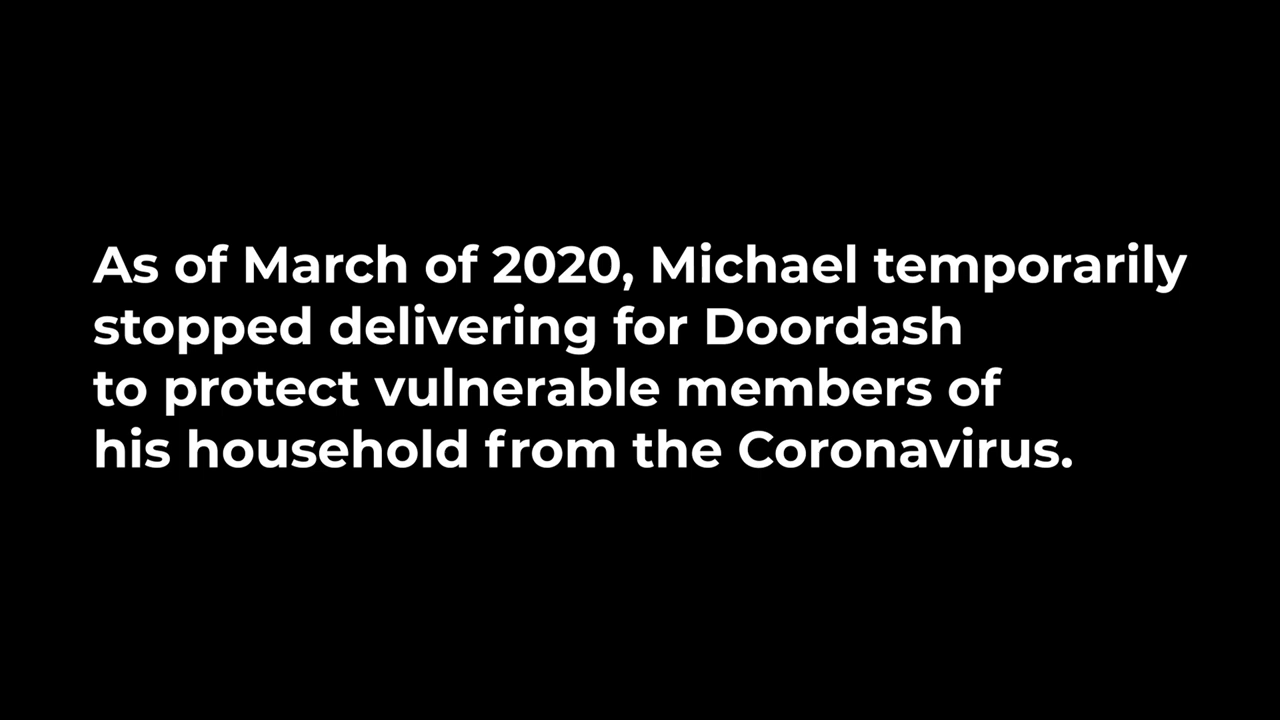 As of March of 2020, Michael temporarily
stopped delivering for Doordash
to protect vulnerable members of
his household from the Coronavirus.